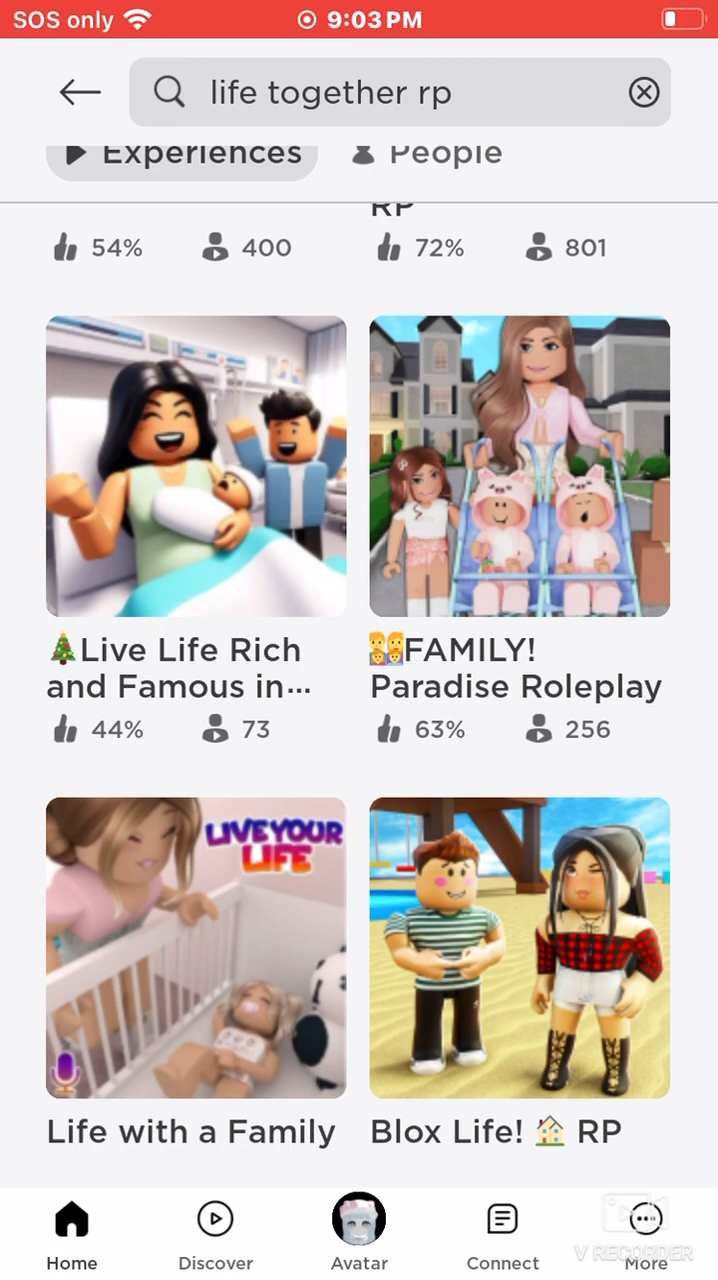 SOS only 9:03 PM
life together rp
Experiences People
RP
54% 400 72% 801
🎄Live Life Rich
and Famous in...
44% 73
👨‍👩‍👧‍👦FAMILY!
Paradise Roleplay
63% 256
LIVE YOUR
LIFE
Life with a Family
Blox Life! 🏠 RP
Home Discover Avatar Connect More
V RECORDER